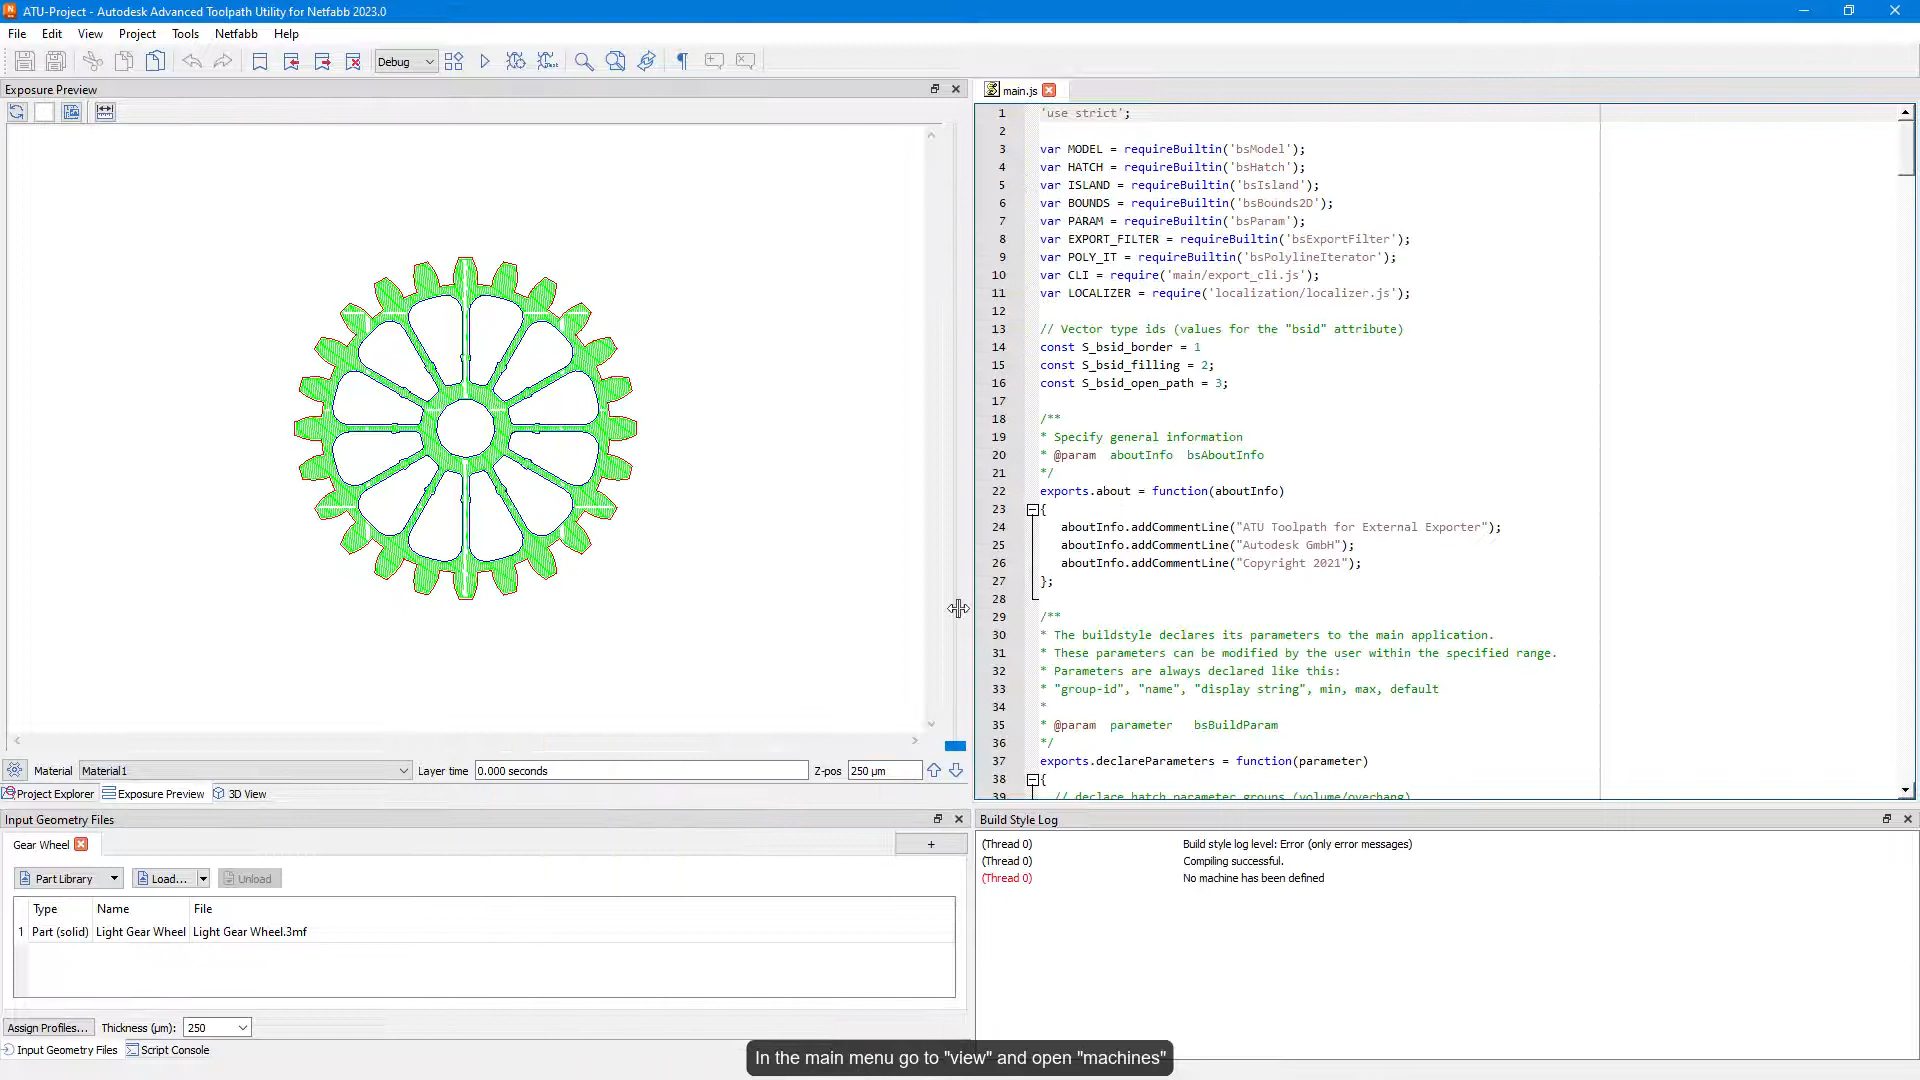 ATU-Project - Autodesk Advanced Toolpath Utility for Netfabb 2023.0
File Edit View Project Tools Netfabb Help
Debug
Exposure Preview
Material Material1 Layer time 0.000 seconds Z-pos 250 µm
Project Explorer Exposure Preview 3D View
Input Geometry Files
Gear Wheel
+
Part Library Load... Unload
Type Name File
1 Part (solid) Light Gear Wheel Light Gear Wheel.3mf
Assign Profiles... Thickness (µm): 250
Input Geometry Files Script Console
main.js
1 'use strict';
2
3 var MODEL = requireBuiltin('bsModel');
4 var HATCH = requireBuiltin('bsHatch');
5 var ISLAND = requireBuiltin('bsIsland');
6 var BOUNDS = requireBuiltin('bsBounds2D');
7 var PARAM = requireBuiltin('bsParam');
8 var EXPORT_FILTER = requireBuiltin('bsExportFilter');
9 var POLY_IT = requireBuiltin('bsPolylineIterator');
10 var CLI = require('main/export_cli.js');
11 var LOCALIZER = require('localization/localizer.js');
12
13 // Vector type ids (values for the "bsid" attribute)
14 const S_bsid_border = 1
15 const S_bsid_filling = 2;
16 const S_bsid_open_path = 3;
17
18 /**
19 * Specify general information
20 * @param aboutInfo bsAboutInfo
21 */
22 exports.about = function(aboutInfo)
23 {
24 aboutInfo.addCommentLine("ATU Toolpath for External Exporter");
25 aboutInfo.addCommentLine("Autodesk GmbH");
26 aboutInfo.addCommentLine("Copyright 2021");
27 };
28
29 /**
30 * The buildstyle declares its parameters to the main application.
31 * These parameters can be modified by the user within the specified range.
32 * Parameters are always declared like this:
33 * "group-id", "name", "display string", min, max, default
34 *
35 * @param parameter bsBuildParam
36 */
37 exports.declareParameters = function(parameter)
38 {
39 // declare hatch parameter groups (volume/overhang)
Build Style Log
(Thread 0) Build style log level: Error (only error messages)
(Thread 0) Compiling successful.
(Thread 0) No machine has been defined
In the main menu go to "view" and open "machines"